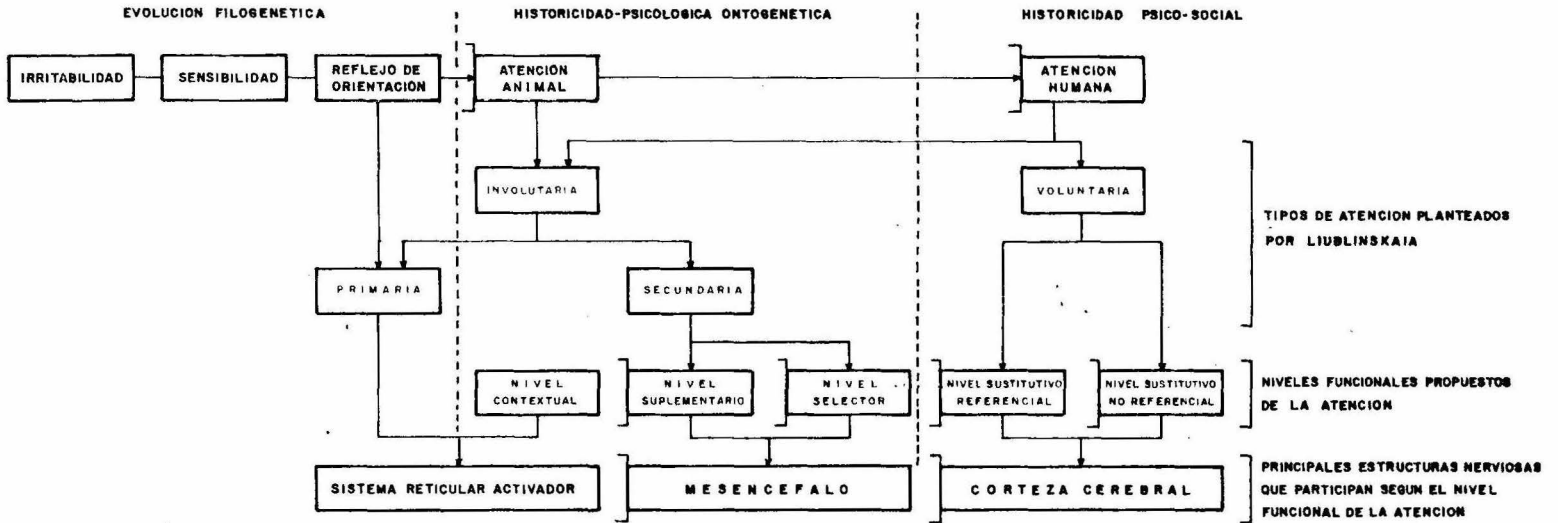 EVOLUCION FILOGENETICA
HISTORICIDAD-PSICOLOGICA ONTOGENETICA
HISTORICIDAD PSICO-SOCIAL
IRRITABILIDAD
SENSIBILIDAD
REFLEJO DE
ORIENTACIÓN
ATENCIÓN
ANIMAL
ATENCION
HUMANA
INVOLUTARIA
VOLUNTARIA
TIPOS DE ATENCION PLANTEADOS
POR LIUBLINSKAIA
PRIMARIA
SECUNDARIA
NIVEL
CONTEXTUAL
NIVEL
SUPLEMENTARIO
NIVEL
SELECTOR
NIVEL SUSTITUTIVO
REFERENCIAL
NIVEL SUSTITUTIVO
NO REFERENCIAL
NIVELES FUNCIONALES PROPUESTOS
DE LA ATENCION
SISTEMA RETICULAR ACTIVADOR
MESENCEFALO
CORTEZA CEREBRAL
PRINCIPALES ESTRUCTURAS NERVIOSAS
QUE PARTICIPAN SEGUN EL NIVEL
FUNCIONAL DE LA ATENCION